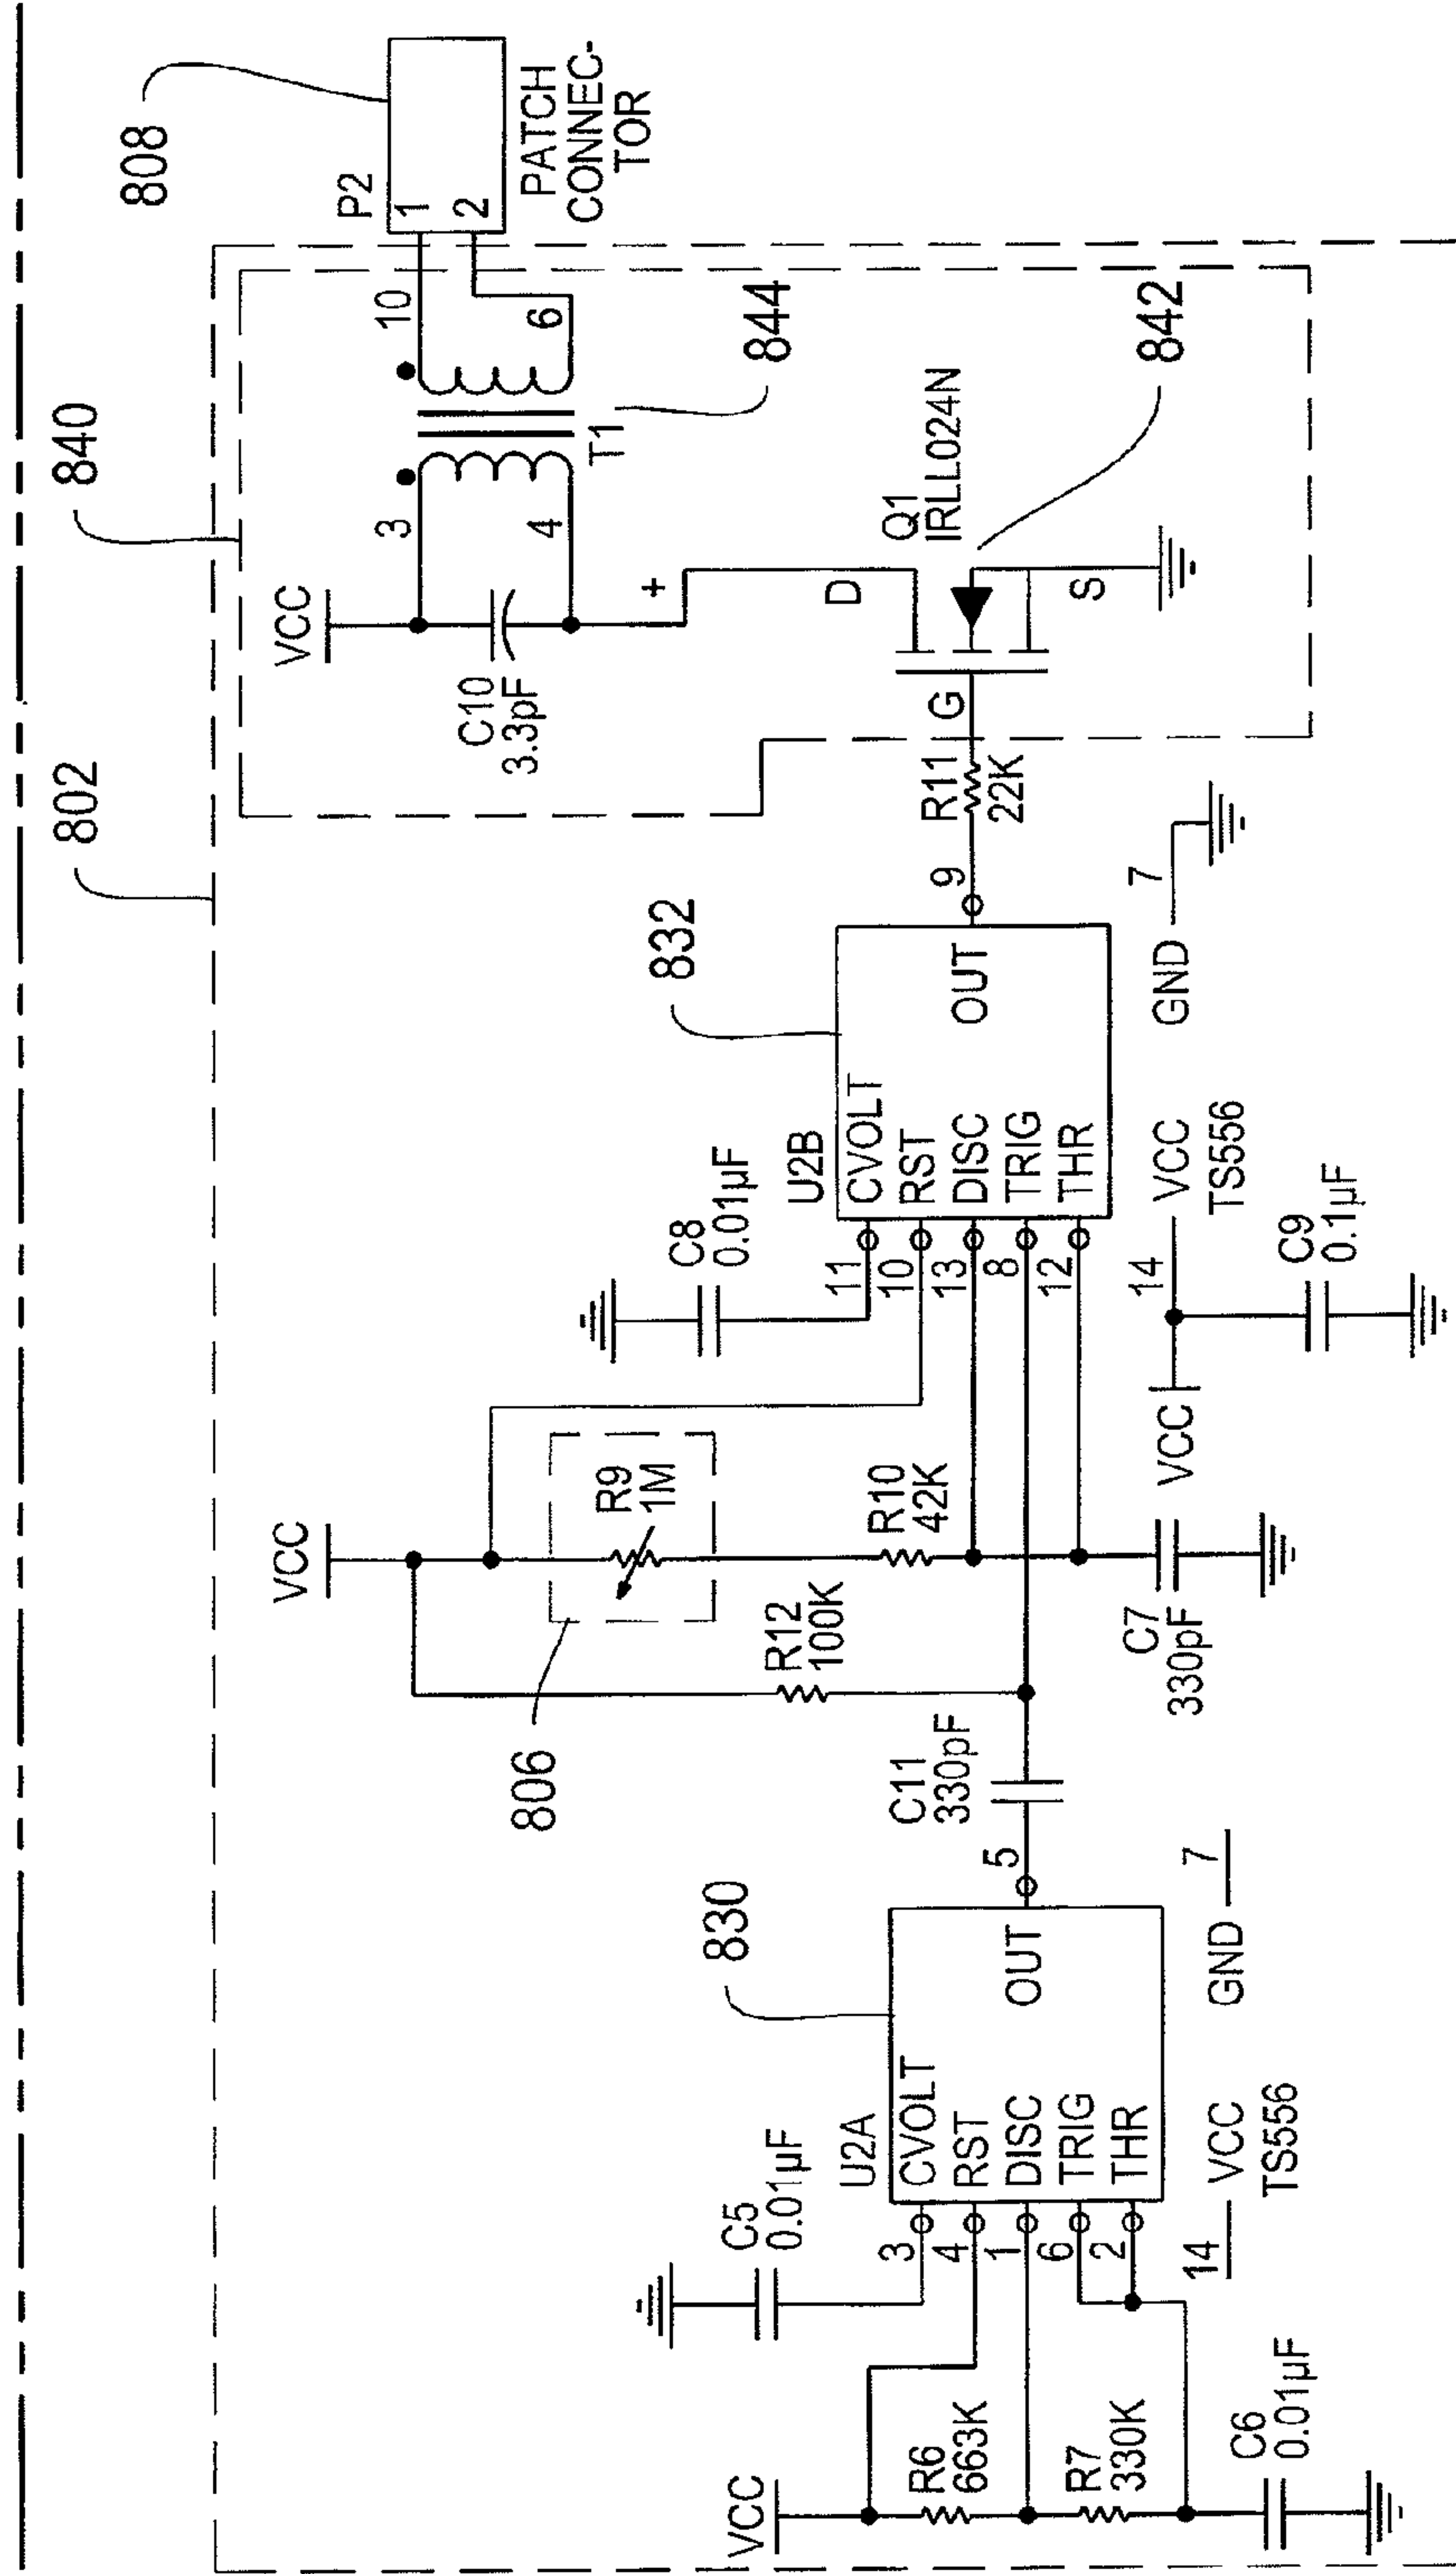 802
840
808
VCC
P2
1
2
PATCH
CONNEC-
TOR
3
10
4
6
C10
3.3pF
T1
844
+
D
Q1
IRLL024N
G
S
842
R11
22K
9
832
U2B
CVOLT
RST
DISC
TRIG
THR
OUT
11
10
13
8
12
C8
0.01µF
GND
7
14
VCC
TS556
VCC
C9
0.1µF
VCC
R9
1M
806
R12
100K
R10
42K
C7
330pF
C11
330pF
5
830
U2A
CVOLT
RST
DISC
TRIG
THR
OUT
3
4
1
6
2
C5
0.01µF
GND
7
14
VCC
TS556
VCC
R6
663K
R7
330K
C6
0.01µF